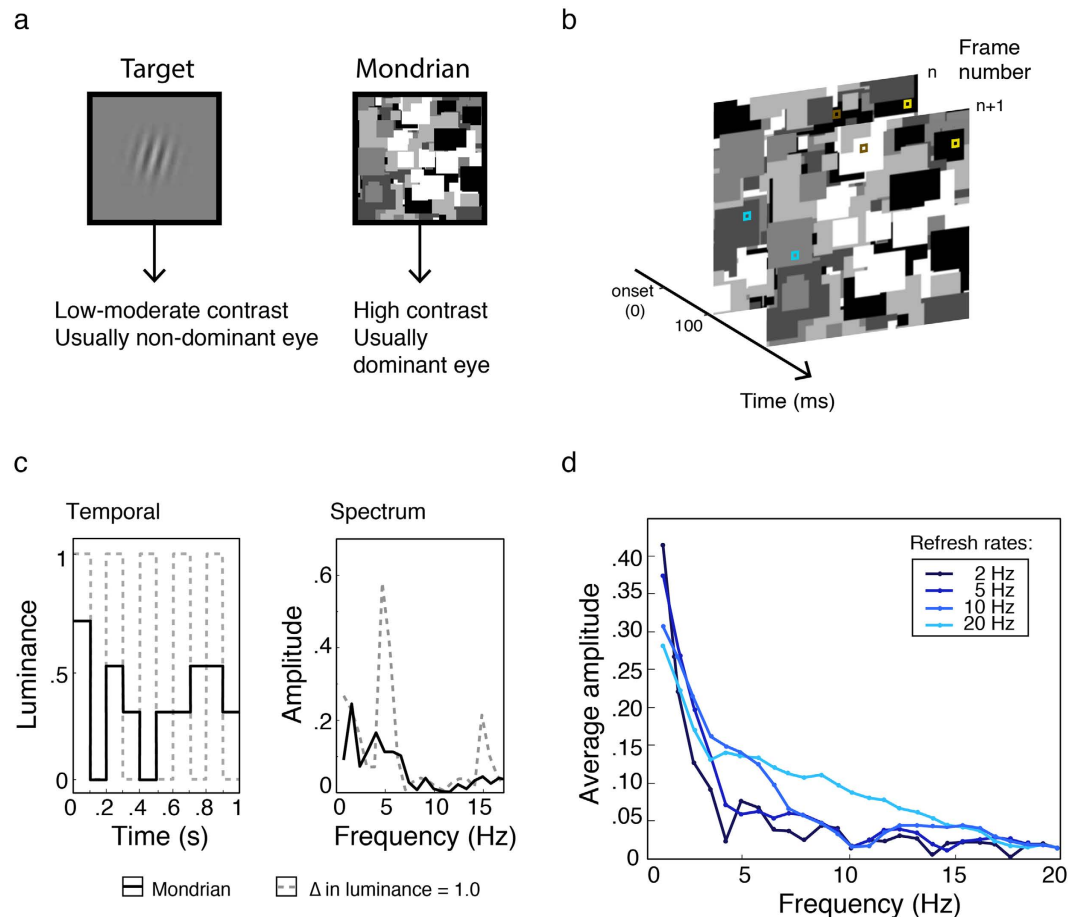 a
Target
Mondrian
Low-moderate contrast
Usually non-dominant eye
High contrast
Usually
dominant eye
b
Frame
number
n
n+1
onset
(0)
100
Time (ms)
c
Temporal
Luminance
1
.5
0
0 .2 .4 .6 .8 1
Time (s)
Spectrum
Amplitude
.6
.4
.2
0
0 5 10 15
Frequency (Hz)
Mondrian
Δ in luminance = 1.0
d
Average amplitude
.40
.35
.30
.25
.20
.15
.10
.05
0
0 5 10 15 20
Frequency (Hz)
Refresh rates:
2 Hz
5 Hz
10 Hz
20 Hz